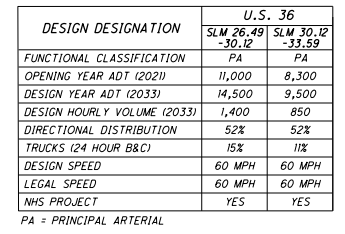 DESIGN DESIGNATION
U.S. 36
SLM 26.49 -30.12
SLM 30.12 -33.59
FUNCTIONAL CLASSIFICATION PA PA
OPENING YEAR ADT (2021) 11,000 8,300
DESIGN YEAR ADT (2033) 14,500 9,500
DESIGN HOURLY VOLUME (2033) 1,400 850
DIRECTIONAL DISTRIBUTION 52% 52%
TRUCKS (24 HOUR B&C) 15% 11%
DESIGN SPEED 60 MPH 60 MPH
LEGAL SPEED 60 MPH 60 MPH
NHS PROJECT YES YES
PA = PRINCIPAL ARTERIAL